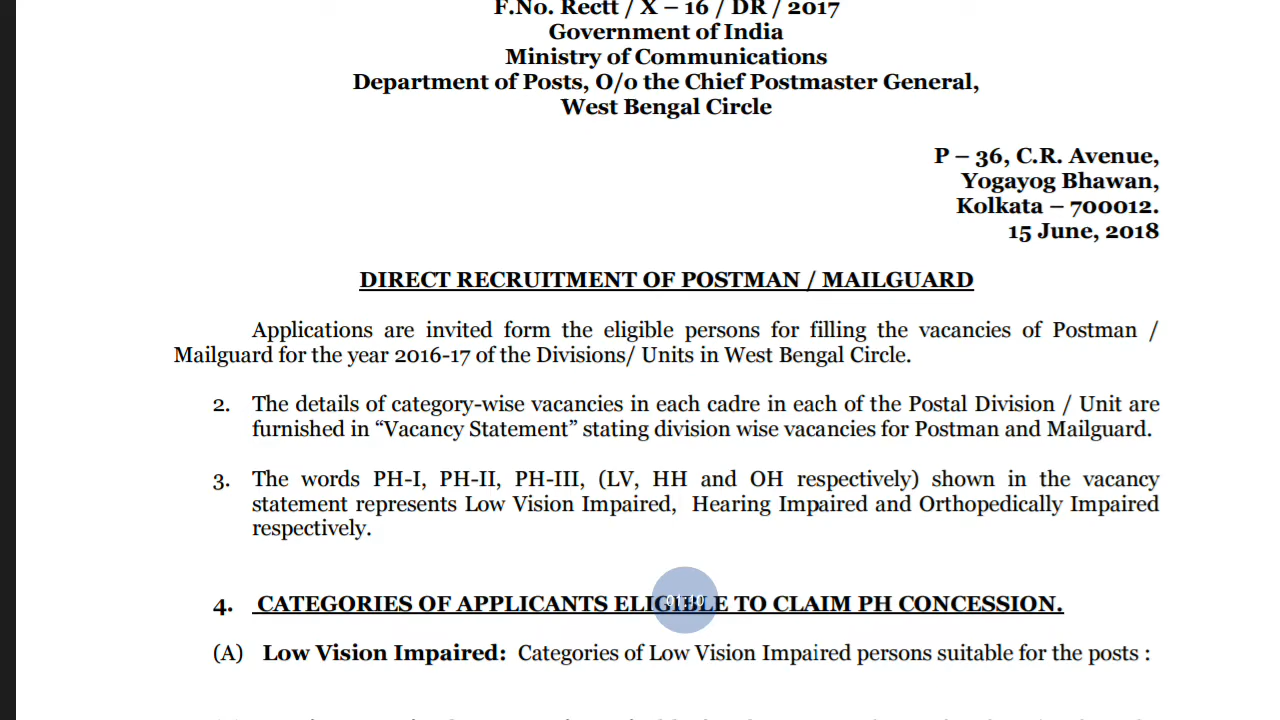 F.No. Rectt / X – 16 / DR / 2017
Government of India
Ministry of Communications
Department of Posts, O/o the Chief Postmaster General,
West Bengal Circle
P – 36, C.R. Avenue,
Yogayog Bhawan,
Kolkata – 700012.
15 June, 2018
DIRECT RECRUITMENT OF POSTMAN / MAILGUARD
Applications are invited form the eligible persons for filling the vacancies of Postman /
Mailguard for the year 2016-17 of the Divisions/ Units in West Bengal Circle.
2. The details of category-wise vacancies in each cadre in each of the Postal Division / Unit are
furnished in “Vacancy Statement” stating division wise vacancies for Postman and Mailguard.
3. The words PH-I, PH-II, PH-III, (LV, HH and OH respectively) shown in the vacancy
statement represents Low Vision Impaired, Hearing Impaired and Orthopedically Impaired
respectively.
4. CATEGORIES OF APPLICANTS ELIGIBLE TO CLAIM PH CONCESSION.
(A) Low Vision Impaired: Categories of Low Vision Impaired persons suitable for the posts :